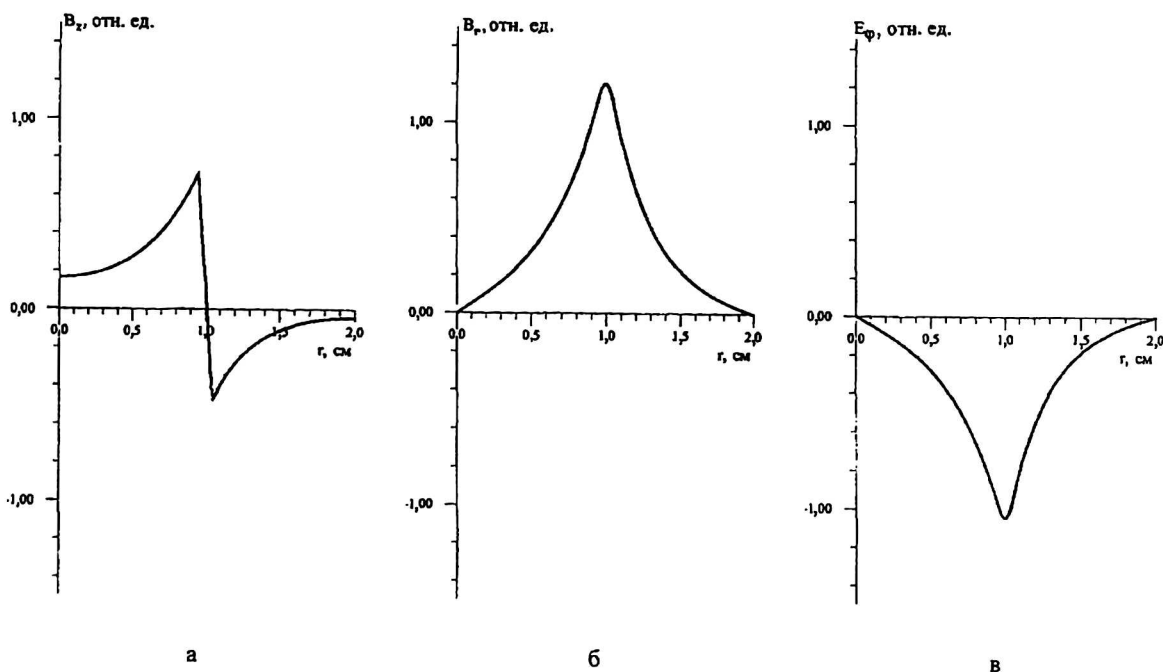 B_z, отн. ед.
1,00
0,00
0,0 0,5 1,0 1,5 2,0
r, см
-1,00
а
B_r, отн. ед.
1,00
0,00
0,0 0,5 1,0 1,5 2,0
r, см
-1,00
б
E_φ, отн. ед.
1,00
0,00
0,0 0,5 1,0 1,5 2,0
r, см
-1,00
в